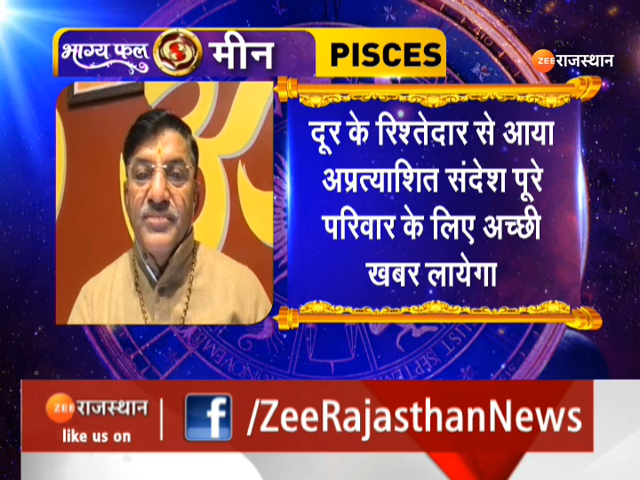 भाग्य फल मीन PISCES
ZEE राजस्थान
दूर के रिश्तेदार से आया
अप्रत्याशित संदेश पूरे
परिवार के लिए अच्छी
खबर लायेगा
ZEE राजस्थान
like us on
f /ZeeRajasthanNews